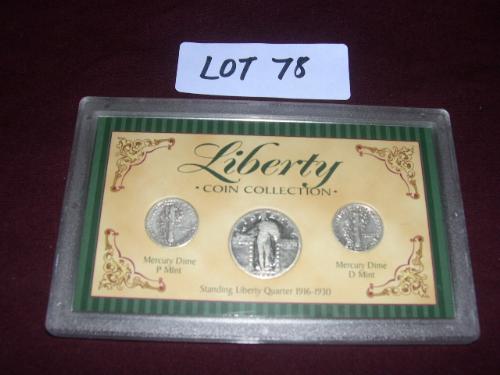 LOT 78
Liberty
• COIN COLLECTION •
Mercury Dime
P Mint
Mercury Dime
D Mint
Standing Liberty Quarter 1916-1930